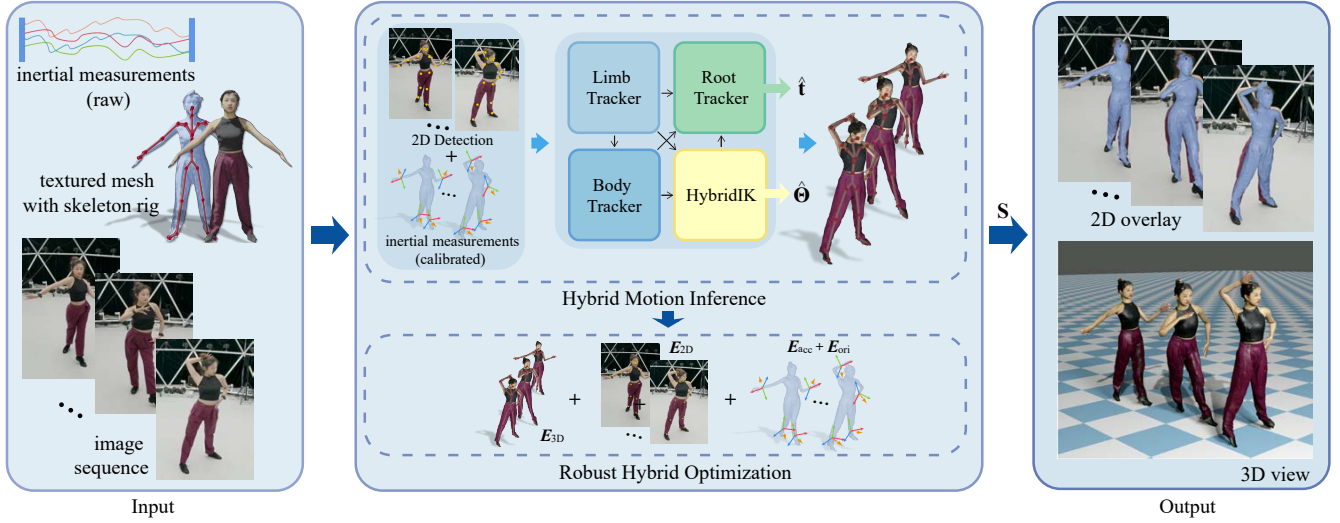 inertial measurements
(raw)
textured mesh
with skeleton rig
image
sequence
Input
2D Detection
+
inertial measurements
(calibrated)
Limb
Tracker
Root
Tracker
Body
Tracker
HybridIK
t̂
Θ̂
Hybrid Motion Inference
E3D
+
E2D
+
Eacc + Eori
Robust Hybrid Optimization
S
2D overlay
3D view
Output